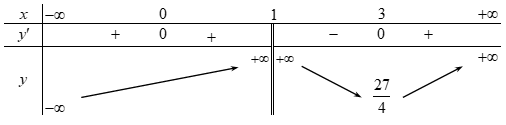 x −∞ 0 1 3 +∞
y′ + 0 + − 0 +
y −∞ +∞ +∞ 27/4 +∞